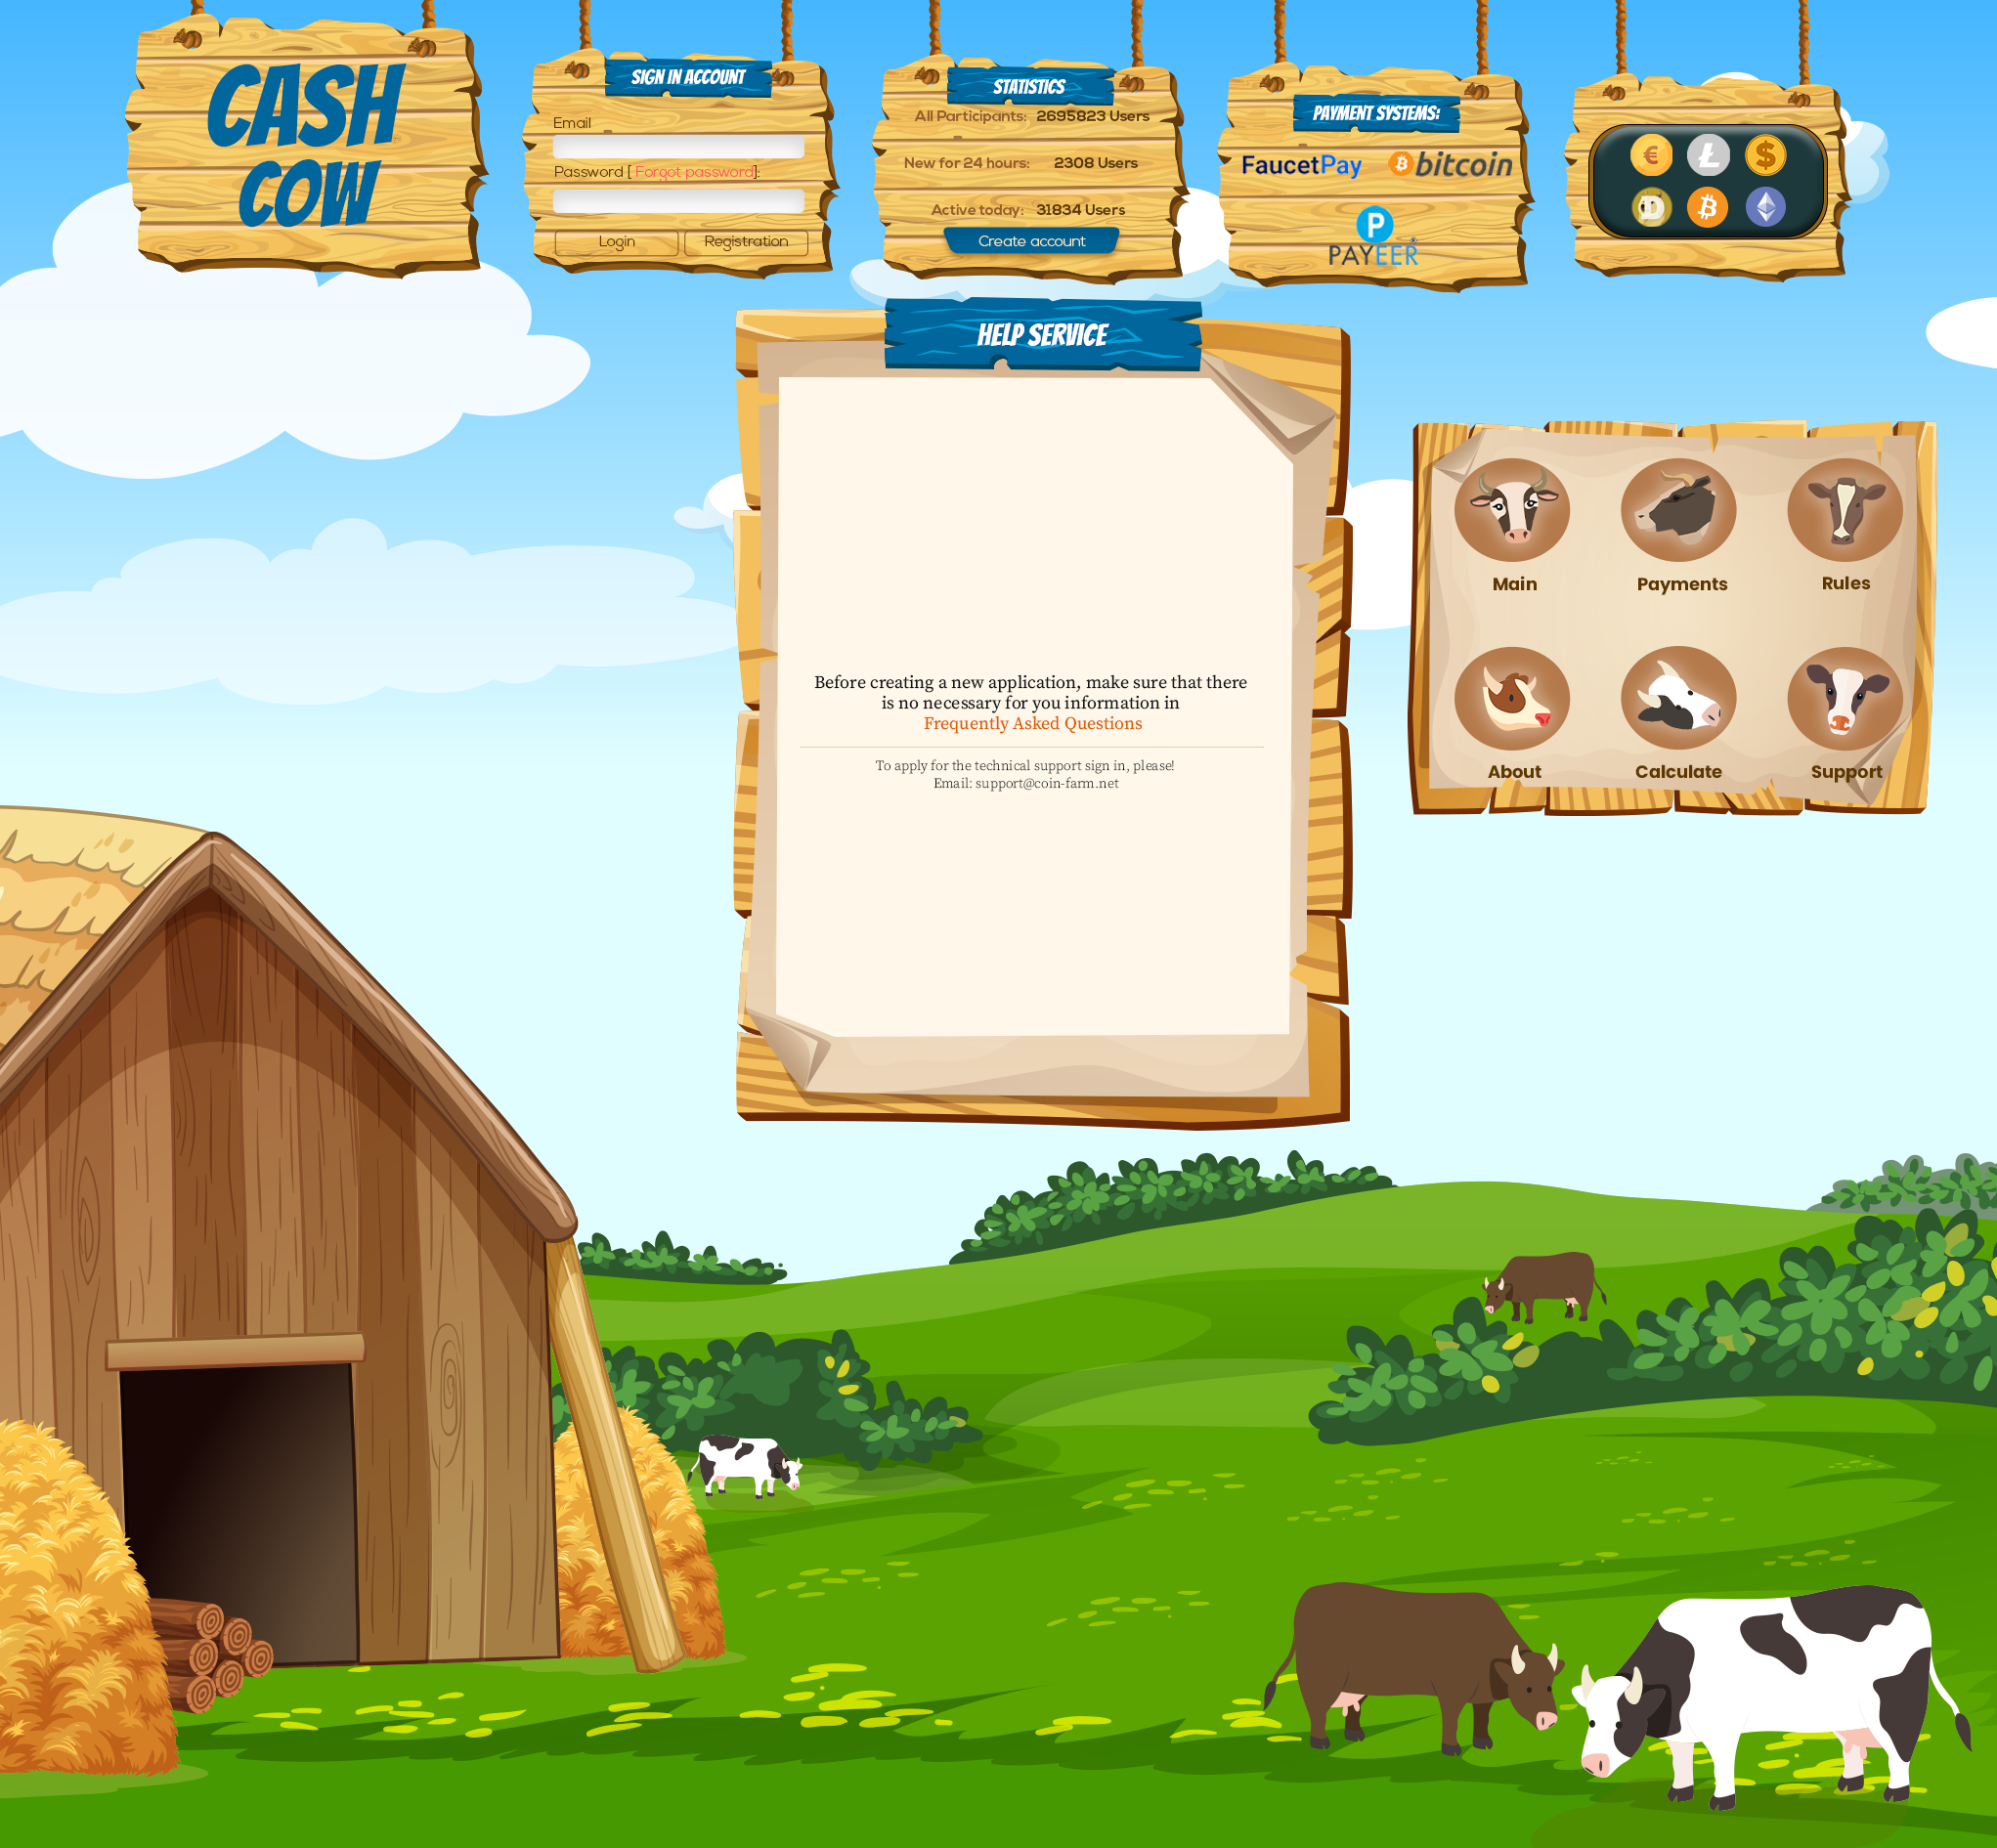 CASH
COW
SIGN IN ACCOUNT
Email
Password [ Forgot password]:
Login Registration
STATISTICS
All Participants: 2695823 Users
New for 24 hours: 2308 Users
Active today: 31834 Users
Create account
PAYMENT SYSTEMS:
FaucetPay bitcoin
PAYEER
HELP SERVICE
Before creating a new application, make sure that there
is no necessary for you information in
Frequently Asked Questions
To apply for the technical support sign in, please!
Email: support@coin-farm.net
Main Payments Rules
About Calculate Support